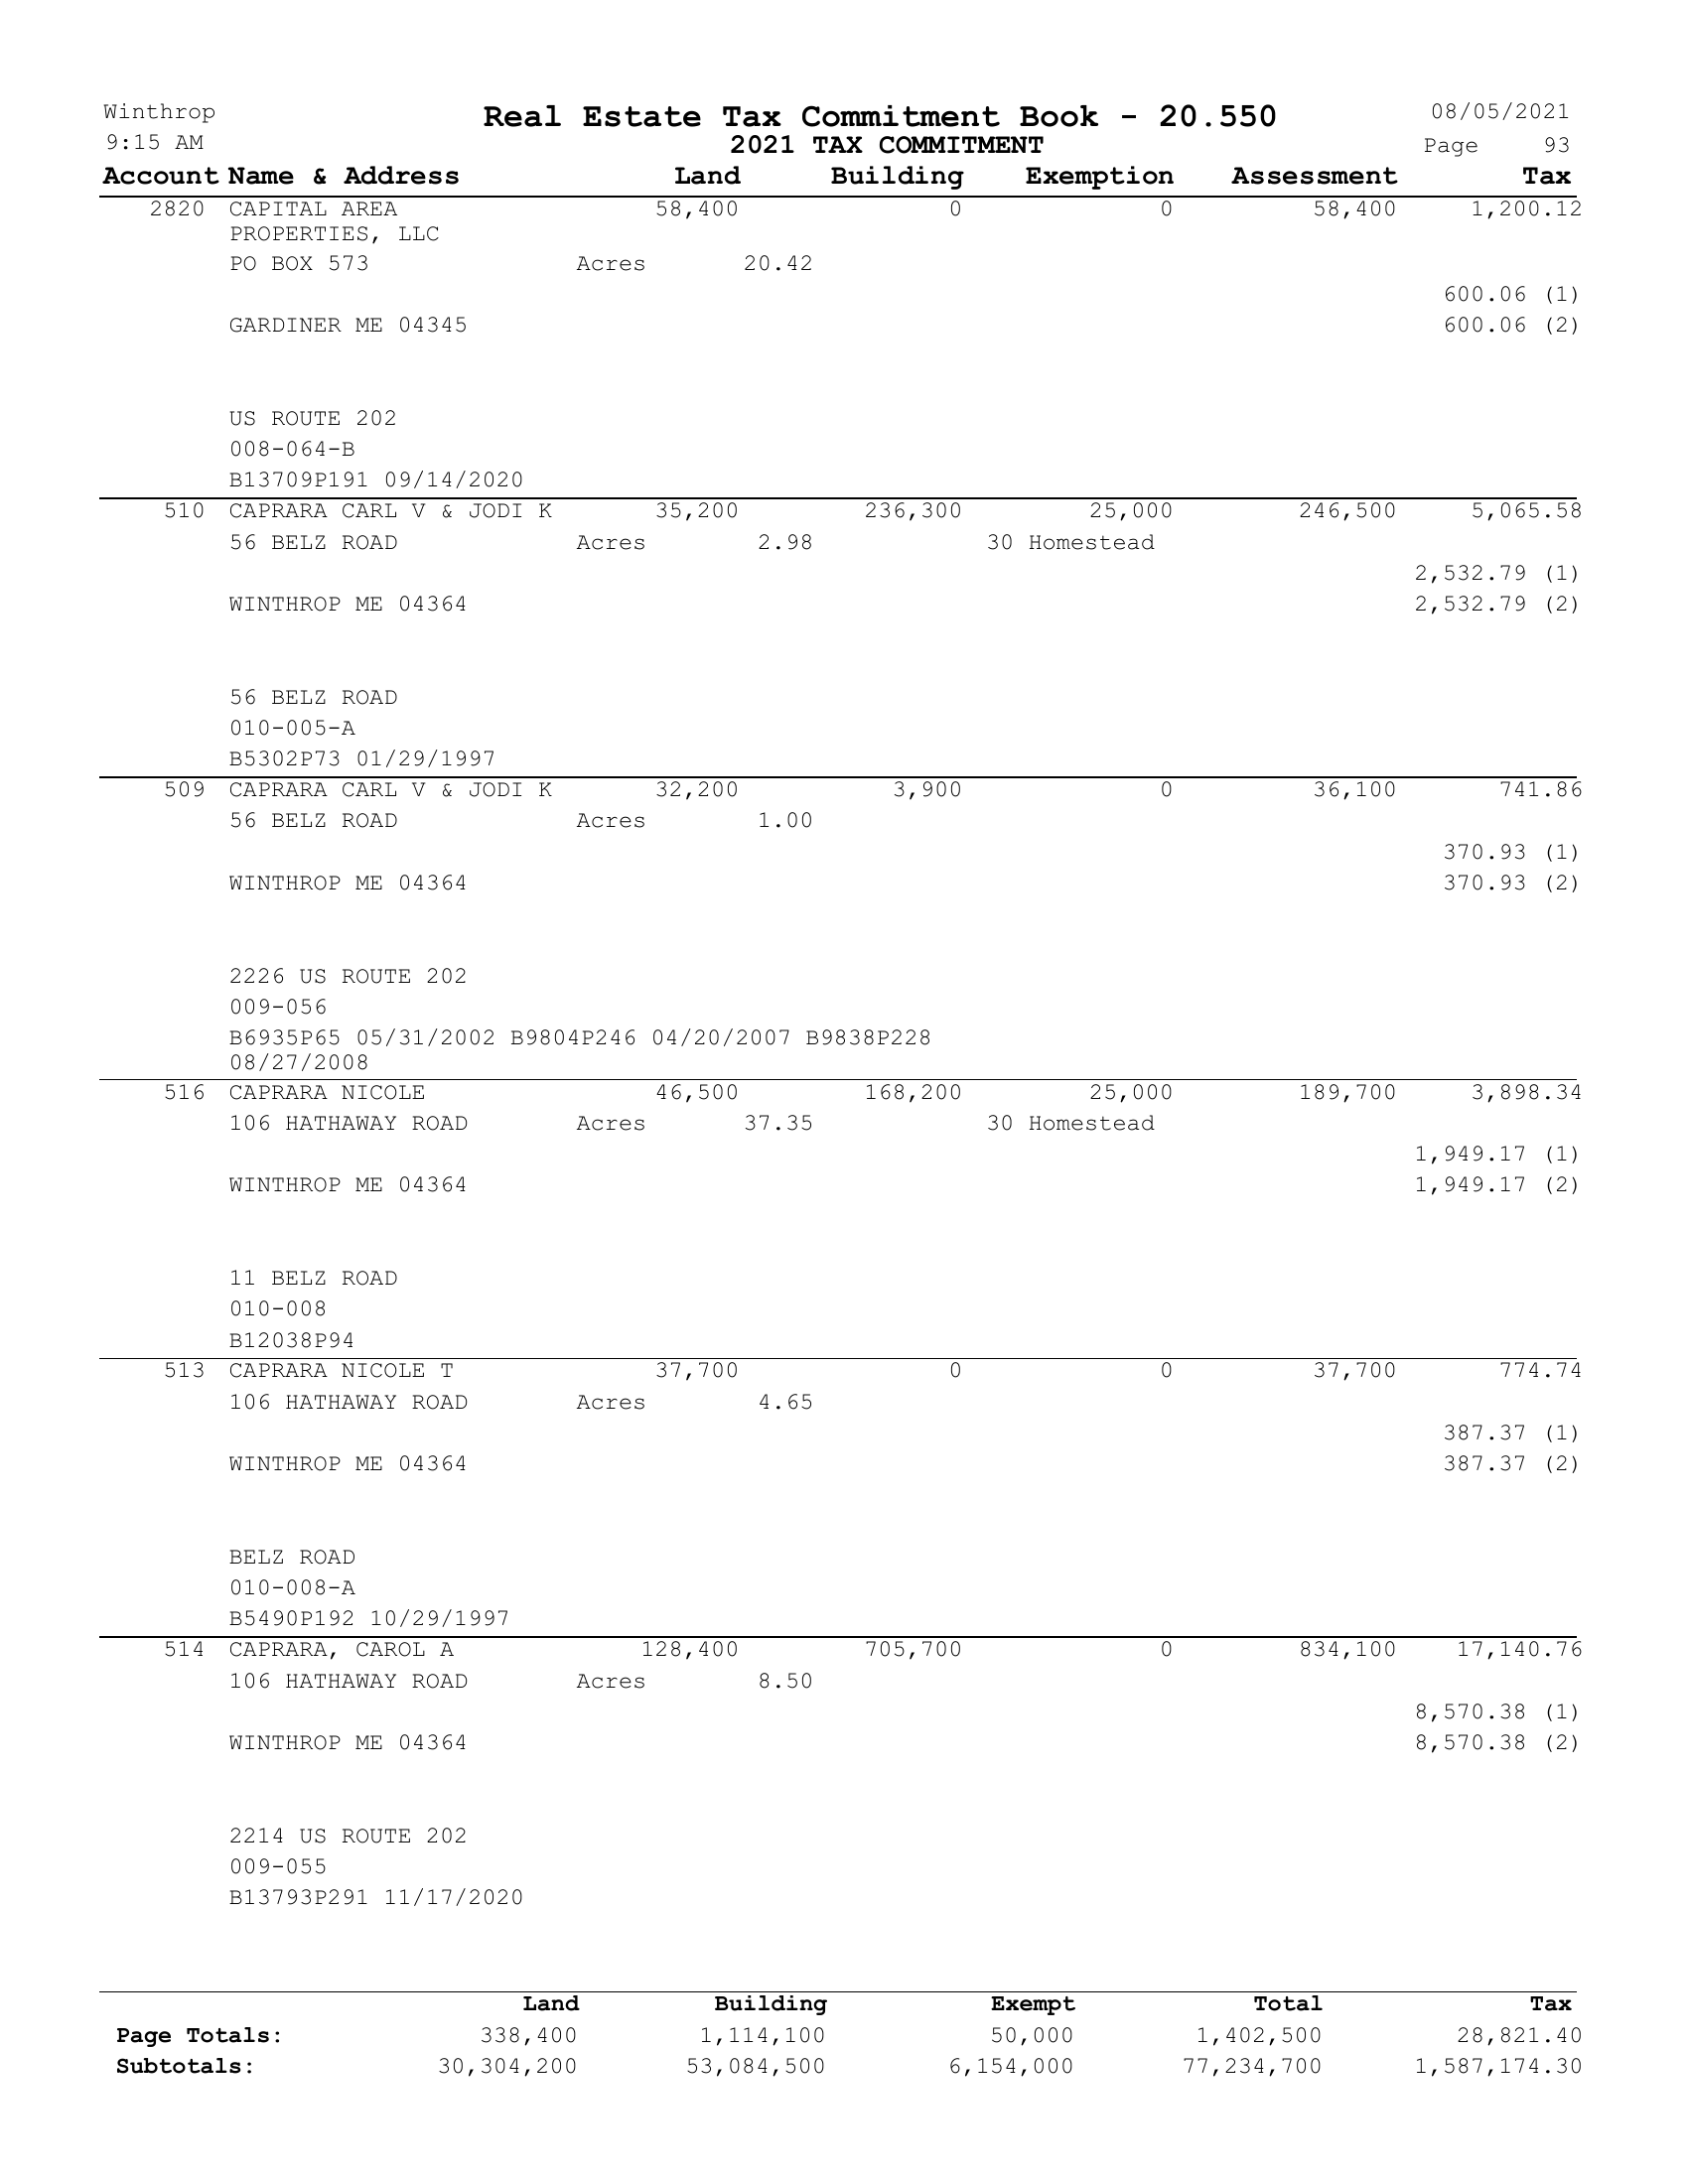 Winthrop Real Estate Tax Commitment Book - 20.550 08/05/2021
9:15 AM 2021 TAX COMMITMENT Page 93
Account Name & Address Land Building Exemption Assessment Tax
2820 CAPITAL AREA 58,400 0 0 58,400 1,200.12
PROPERTIES, LLC
PO BOX 573 Acres 20.42
600.06 (1)
GARDINER ME 04345 600.06 (2)
US ROUTE 202
008-064-B
B13709P191 09/14/2020
510 CAPRARA CARL V & JODI K 35,200 236,300 25,000 246,500 5,065.58
56 BELZ ROAD Acres 2.98 30 Homestead
2,532.79 (1)
WINTHROP ME 04364 2,532.79 (2)
56 BELZ ROAD
010-005-A
B5302P73 01/29/1997
509 CAPRARA CARL V & JODI K 32,200 3,900 0 36,100 741.86
56 BELZ ROAD Acres 1.00
370.93 (1)
WINTHROP ME 04364 370.93 (2)
2226 US ROUTE 202
009-056
B6935P65 05/31/2002 B9804P246 04/20/2007 B9838P228
08/27/2008
516 CAPRARA NICOLE 46,500 168,200 25,000 189,700 3,898.34
106 HATHAWAY ROAD Acres 37.35 30 Homestead
1,949.17 (1)
WINTHROP ME 04364 1,949.17 (2)
11 BELZ ROAD
010-008
B12038P94
513 CAPRARA NICOLE T 37,700 0 0 37,700 774.74
106 HATHAWAY ROAD Acres 4.65
387.37 (1)
WINTHROP ME 04364 387.37 (2)
BELZ ROAD
010-008-A
B5490P192 10/29/1997
514 CAPRARA, CAROL A 128,400 705,700 0 834,100 17,140.76
106 HATHAWAY ROAD Acres 8.50
8,570.38 (1)
WINTHROP ME 04364 8,570.38 (2)
2214 US ROUTE 202
009-055
B13793P291 11/17/2020
Land Building Exempt Total Tax
Page Totals: 338,400 1,114,100 50,000 1,402,500 28,821.40
Subtotals: 30,304,200 53,084,500 6,154,000 77,234,700 1,587,174.30